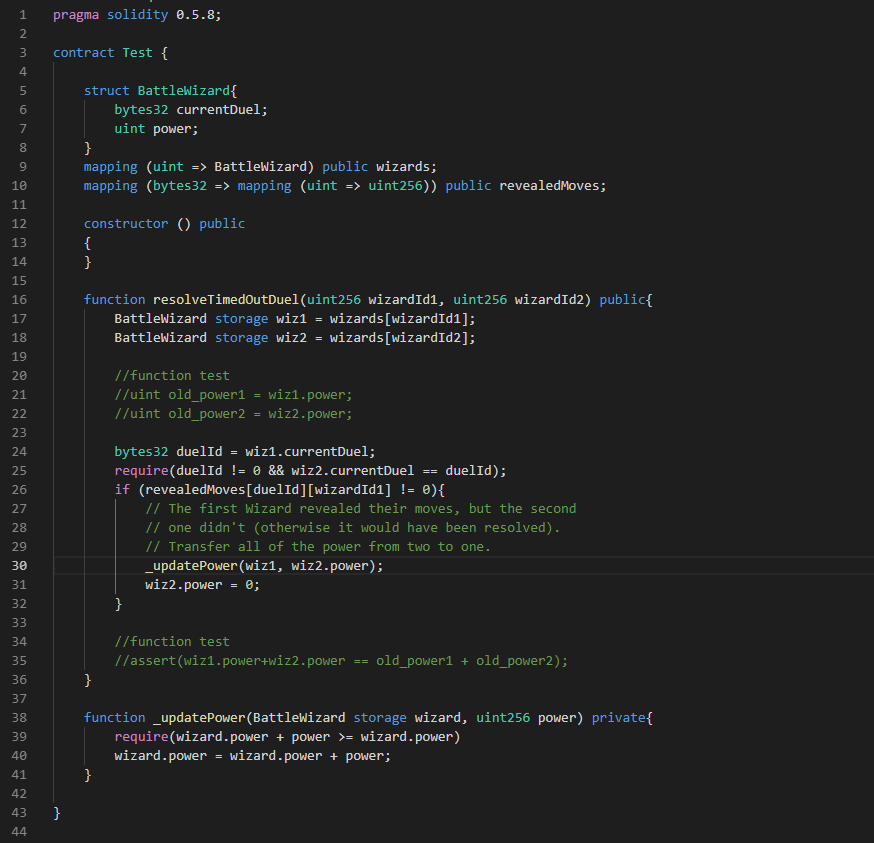 1 pragma solidity 0.5.8;
2
3 contract Test {
4
5 struct BattleWizard{
6 bytes32 currentDuel;
7 uint power;
8 }
9 mapping (uint => BattleWizard) public wizards;
10 mapping (bytes32 => mapping (uint => uint256)) public revealedMoves;
11
12 constructor () public
13 {
14 }
15
16 function resolveTimedOutDuel(uint256 wizardId1, uint256 wizardId2) public{
17 BattleWizard storage wiz1 = wizards[wizardId1];
18 BattleWizard storage wiz2 = wizards[wizardId2];
19
20 //function test
21 //uint old_power1 = wiz1.power;
22 //uint old_power2 = wiz2.power;
23
24 bytes32 duelId = wiz1.currentDuel;
25 require(duelId != 0 && wiz2.currentDuel == duelId);
26 if (revealedMoves[duelId][wizardId1] != 0){
27 // The first Wizard revealed their moves, but the second
28 // one didn't (otherwise it would have been resolved).
29 // Transfer all of the power from two to one.
30 _updatePower(wiz1, wiz2.power);
31 wiz2.power = 0;
32 }
33
34 //function test
35 //assert(wiz1.power+wiz2.power == old_power1 + old_power2);
36 }
37
38 function _updatePower(BattleWizard storage wizard, uint256 power) private{
39 require(wizard.power + power >= wizard.power)
40 wizard.power = wizard.power + power;
41 }
42
43 }
44